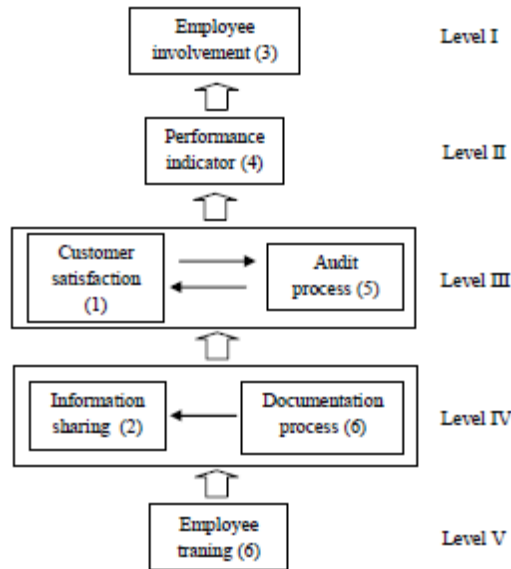 Employee
involvement (3)
Level I
Performance
indicator (4)
Level II
Customer
satisfaction
(1)
Audit
process (5)
Level III
Information
sharing (2)
Documentation
process (6)
Level IV
Employee
traning (6)
Level V